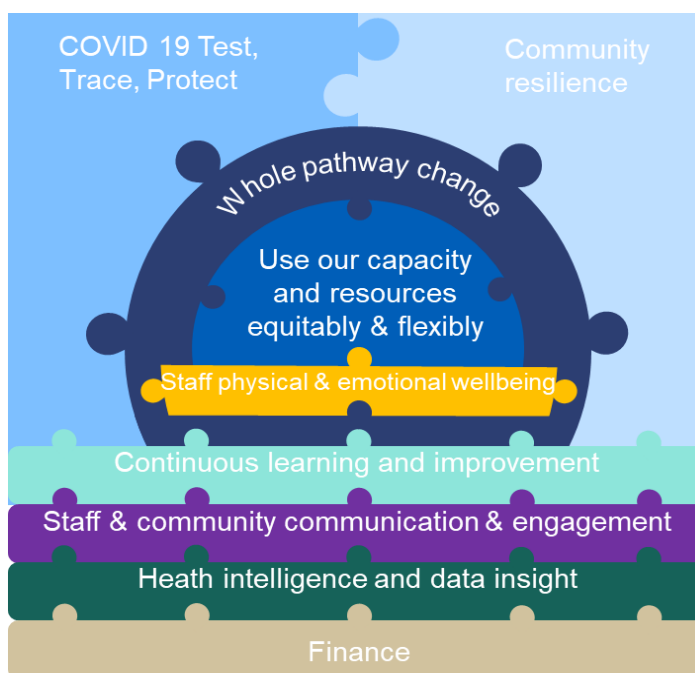 COVID 19 Test,
Trace, Protect
Community
resilience
Whole pathway change
Use our capacity
and resources
equitably & flexibly
Staff physical & emotional wellbeing
Continuous learning and improvement
Staff & community communication & engagement
Heath intelligence and data insight
Finance